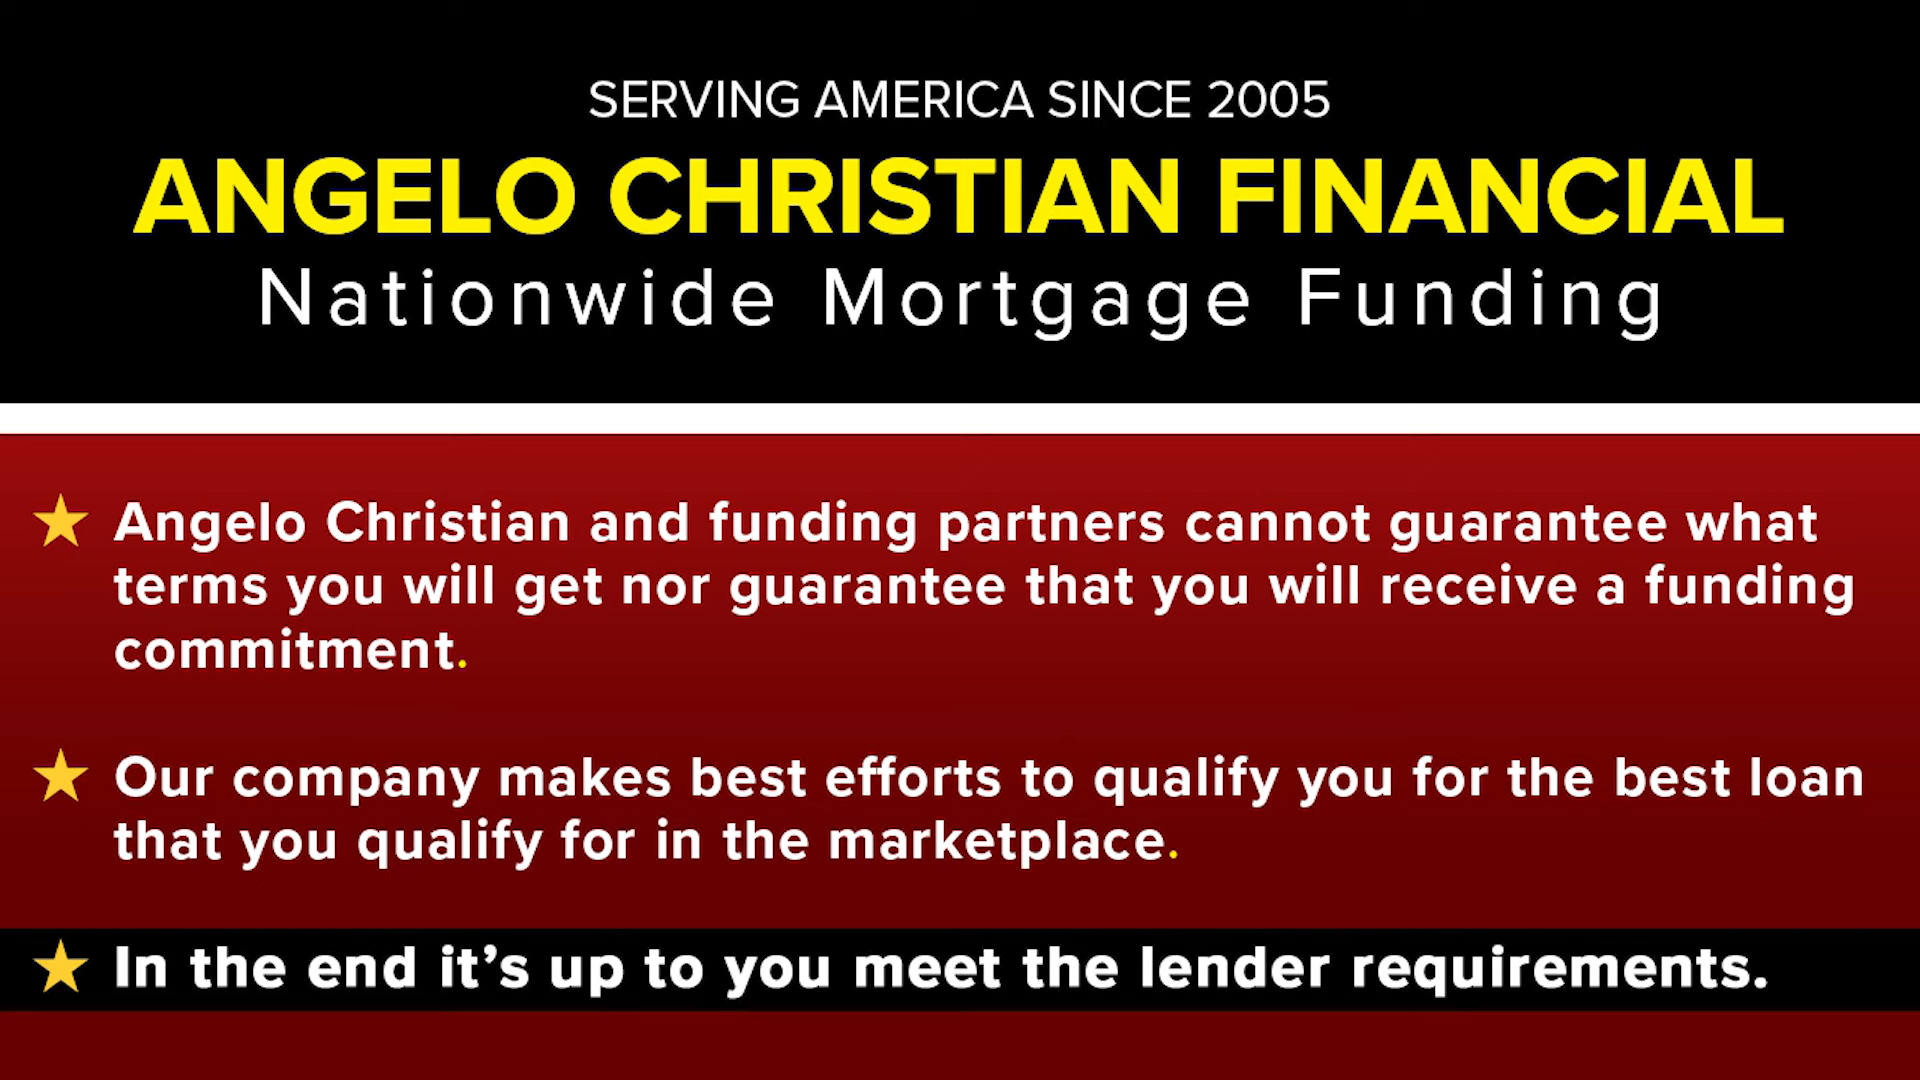 SERVING AMERICA SINCE 2005
ANGELO CHRISTIAN FINANCIAL
Nationwide Mortgage Funding
Angelo Christian and funding partners cannot guarantee what
terms you will get nor guarantee that you will receive a funding
commitment.
Our company makes best efforts to qualify you for the best loan
that you qualify for in the marketplace.
In the end it’s up to you meet the lender requirements.